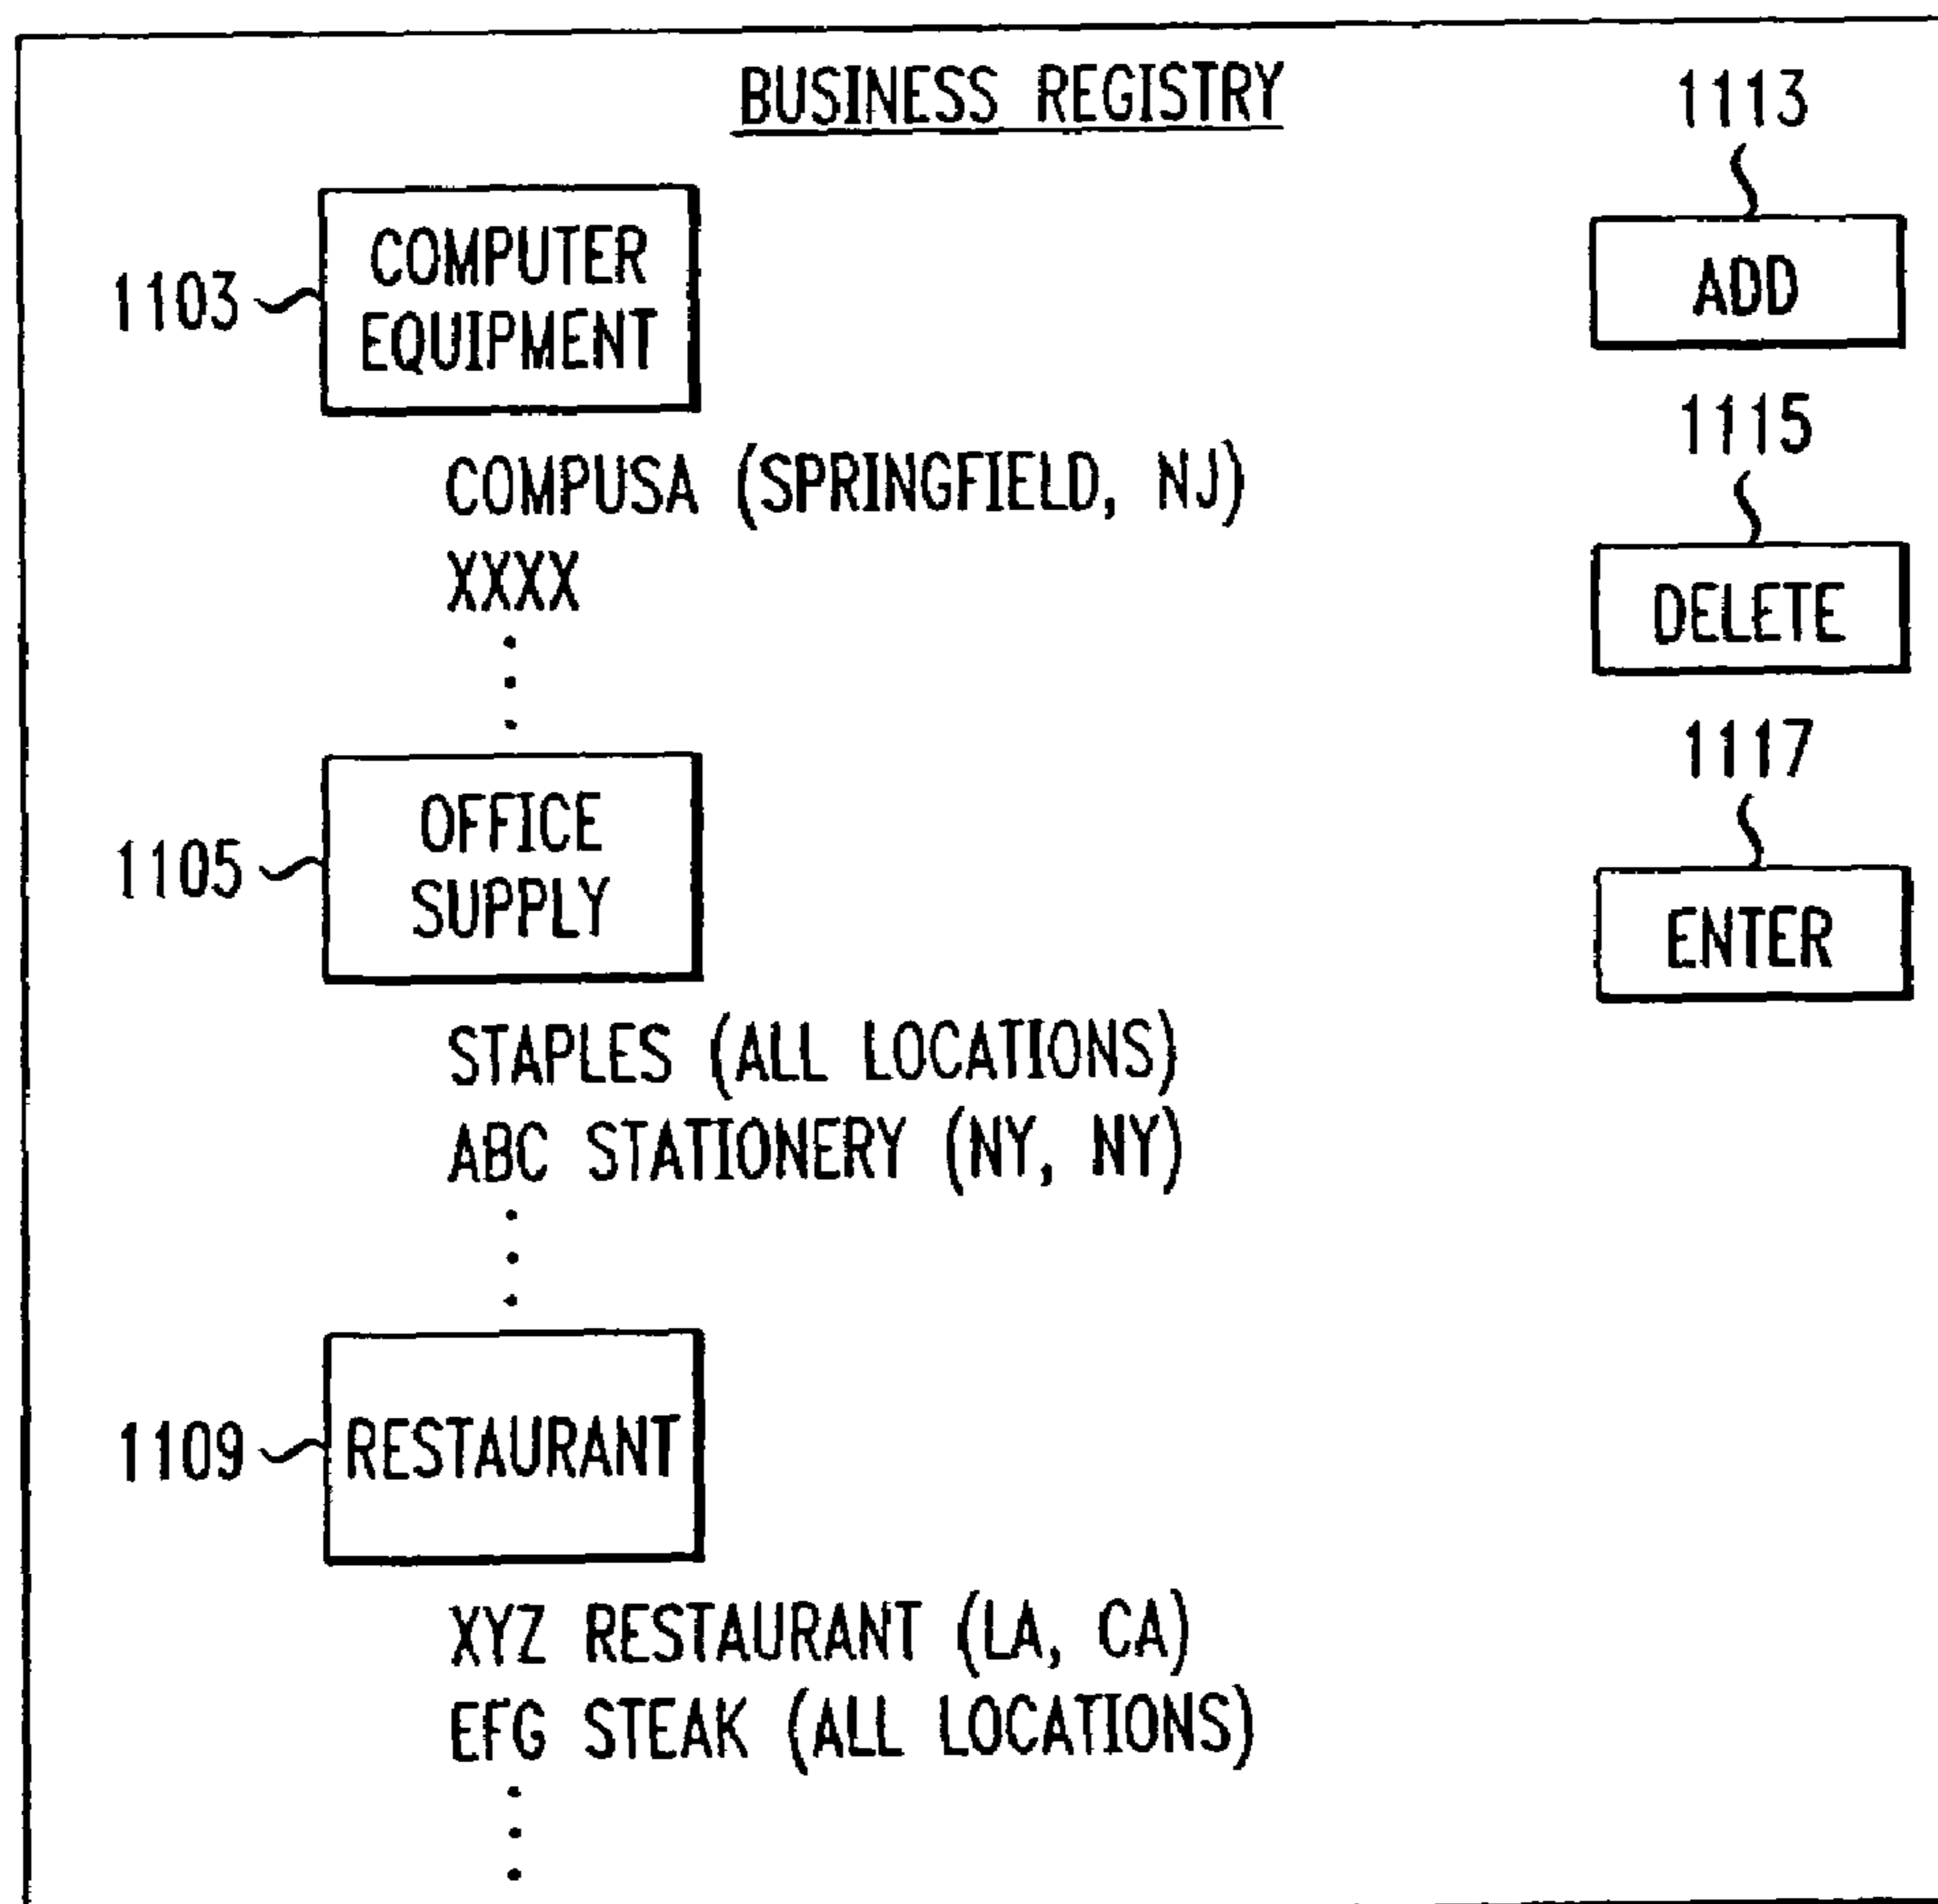 BUSINESS REGISTRY
1103
COMPUTER
EQUIPMENT
COMPUSA (SPRINGFIELD, NJ)
XXXX
1105
OFFICE
SUPPLY
STAPLES (ALL LOCATIONS)
ABC STATIONERY (NY, NY)
1109
RESTAURANT
XYZ RESTAURANT (LA, CA)
EFG STEAK (ALL LOCATIONS)
1113
ADD
1115
DELETE
1117
ENTER